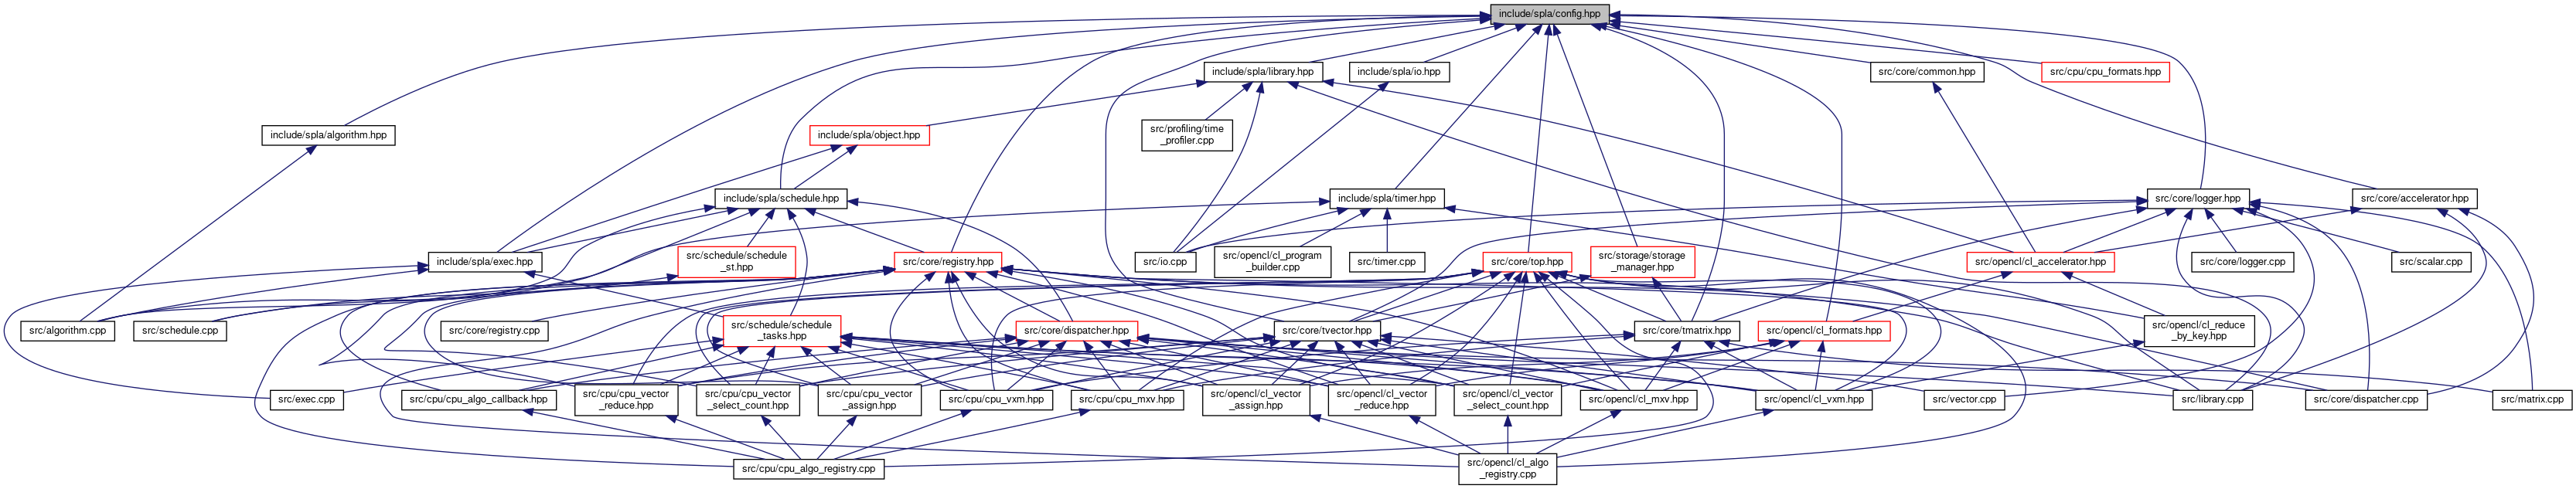 include/spla/config.hpp
include/spla/library.hpp
include/spla/io.hpp
src/core/common.hpp
src/cpu/cpu_formats.hpp
include/spla/algorithm.hpp
include/spla/object.hpp
src/profiling/time
_profiler.cpp
include/spla/schedule.hpp
include/spla/timer.hpp
src/core/logger.hpp
src/core/accelerator.hpp
include/spla/exec.hpp
src/schedule/schedule
_st.hpp
src/core/registry.hpp
src/io.cpp
src/opencl/cl_program
_builder.cpp
src/timer.cpp
src/core/top.hpp
src/storage/storage
_manager.hpp
src/opencl/cl_accelerator.hpp
src/core/logger.cpp
src/scalar.cpp
src/algorithm.cpp
src/schedule.cpp
src/core/registry.cpp
src/schedule/schedule
_tasks.hpp
src/core/dispatcher.hpp
src/core/tvector.hpp
src/core/tmatrix.hpp
src/opencl/cl_formats.hpp
src/opencl/cl_reduce
_by_key.hpp
src/exec.cpp
src/cpu/cpu_algo_callback.hpp
src/cpu/cpu_vector
_reduce.hpp
src/cpu/cpu_vector
_select_count.hpp
src/cpu/cpu_vector
_assign.hpp
src/cpu/cpu_vxm.hpp
src/cpu/cpu_mxv.hpp
src/opencl/cl_vector
_assign.hpp
src/opencl/cl_vector
_reduce.hpp
src/opencl/cl_vector
_select_count.hpp
src/opencl/cl_mxv.hpp
src/opencl/cl_vxm.hpp
src/vector.cpp
src/library.cpp
src/core/dispatcher.cpp
src/matrix.cpp
src/cpu/cpu_algo_registry.cpp
src/opencl/cl_algo
_registry.cpp